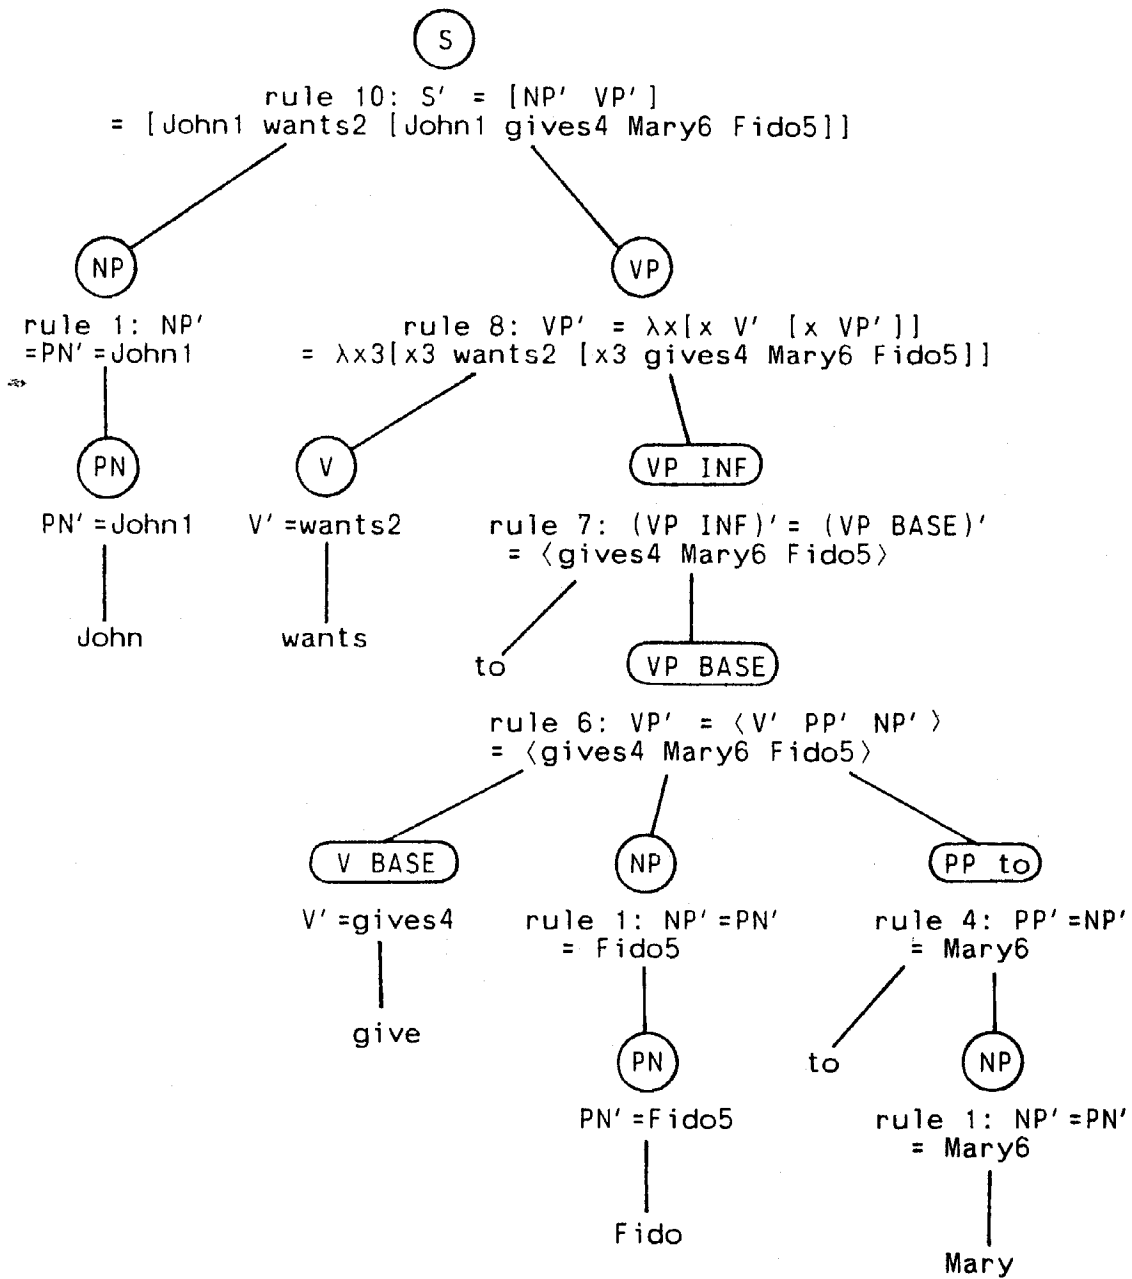 S
rule 10: S' = [NP' VP']
= [John1 wants2 [John1 gives4 Mary6 Fido5]]
NP
VP
rule 1: NP'
=PN'=John1
rule 8: VP' = λx[x V' [x VP']]
= λx3[x3 wants2 [x3 gives4 Mary6 Fido5]]
PN
V
VP INF
PN'=John1
V'=wants2
rule 7: (VP INF)'= (VP BASE)'
= ⟨gives4 Mary6 Fido5⟩
John
wants
to
VP BASE
rule 6: VP' = ⟨V' PP' NP'⟩
= ⟨gives4 Mary6 Fido5⟩
V BASE
NP
PP to
V'=gives4
rule 1: NP'=PN'
= Fido5
rule 4: PP'=NP'
= Mary6
give
PN
to
NP
PN'=Fido5
rule 1: NP'=PN'
= Mary6
Fido
Mary